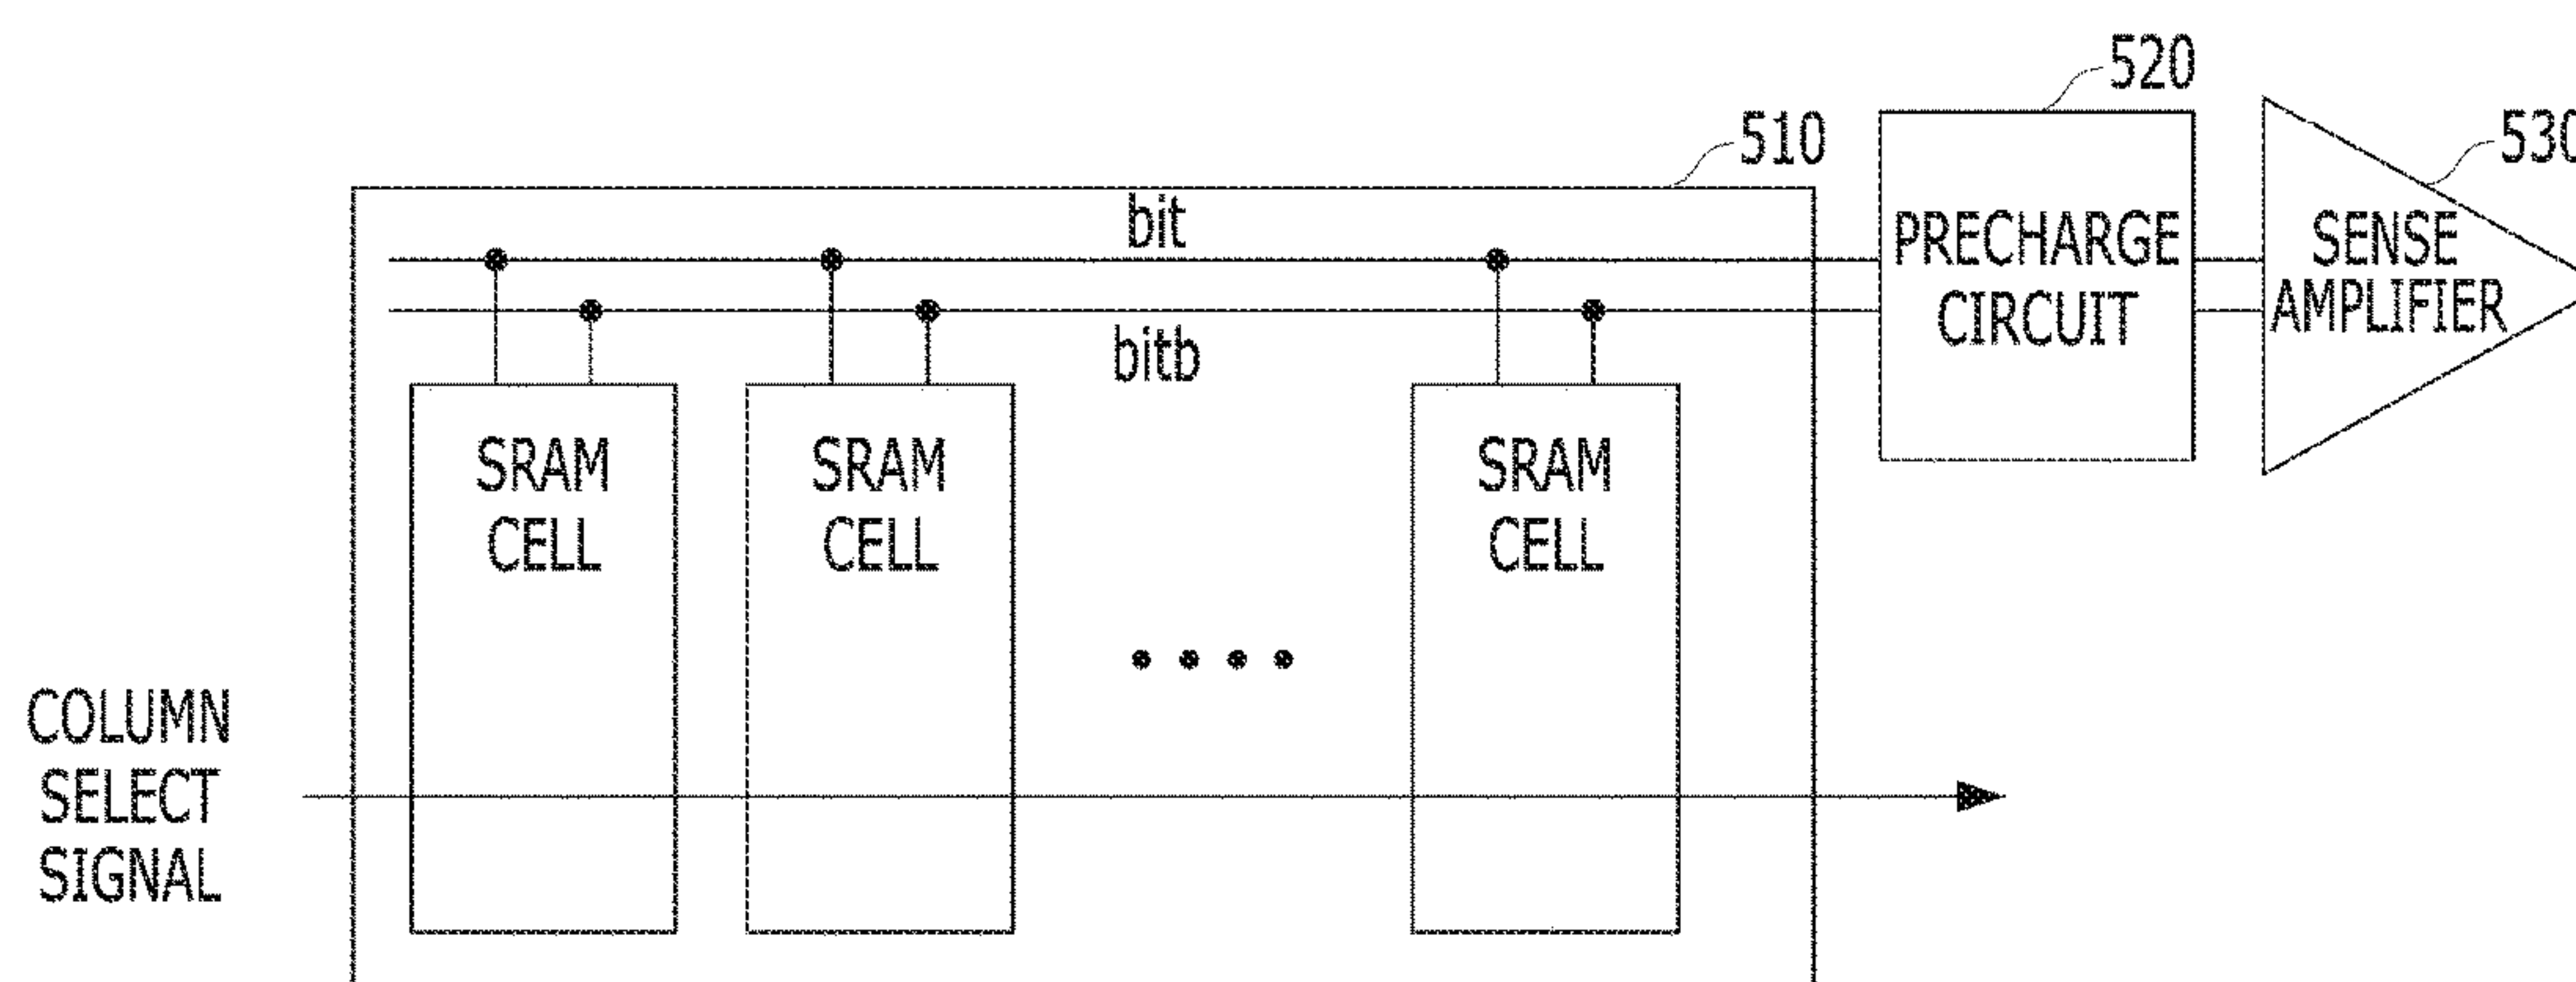 520
510
530
bit
PRECHARGE
CIRCUIT
SENSE
AMPLIFIER
bitb
SRAM
CELL
SRAM
CELL
SRAM
CELL
COLUMN
SELECT
SIGNAL